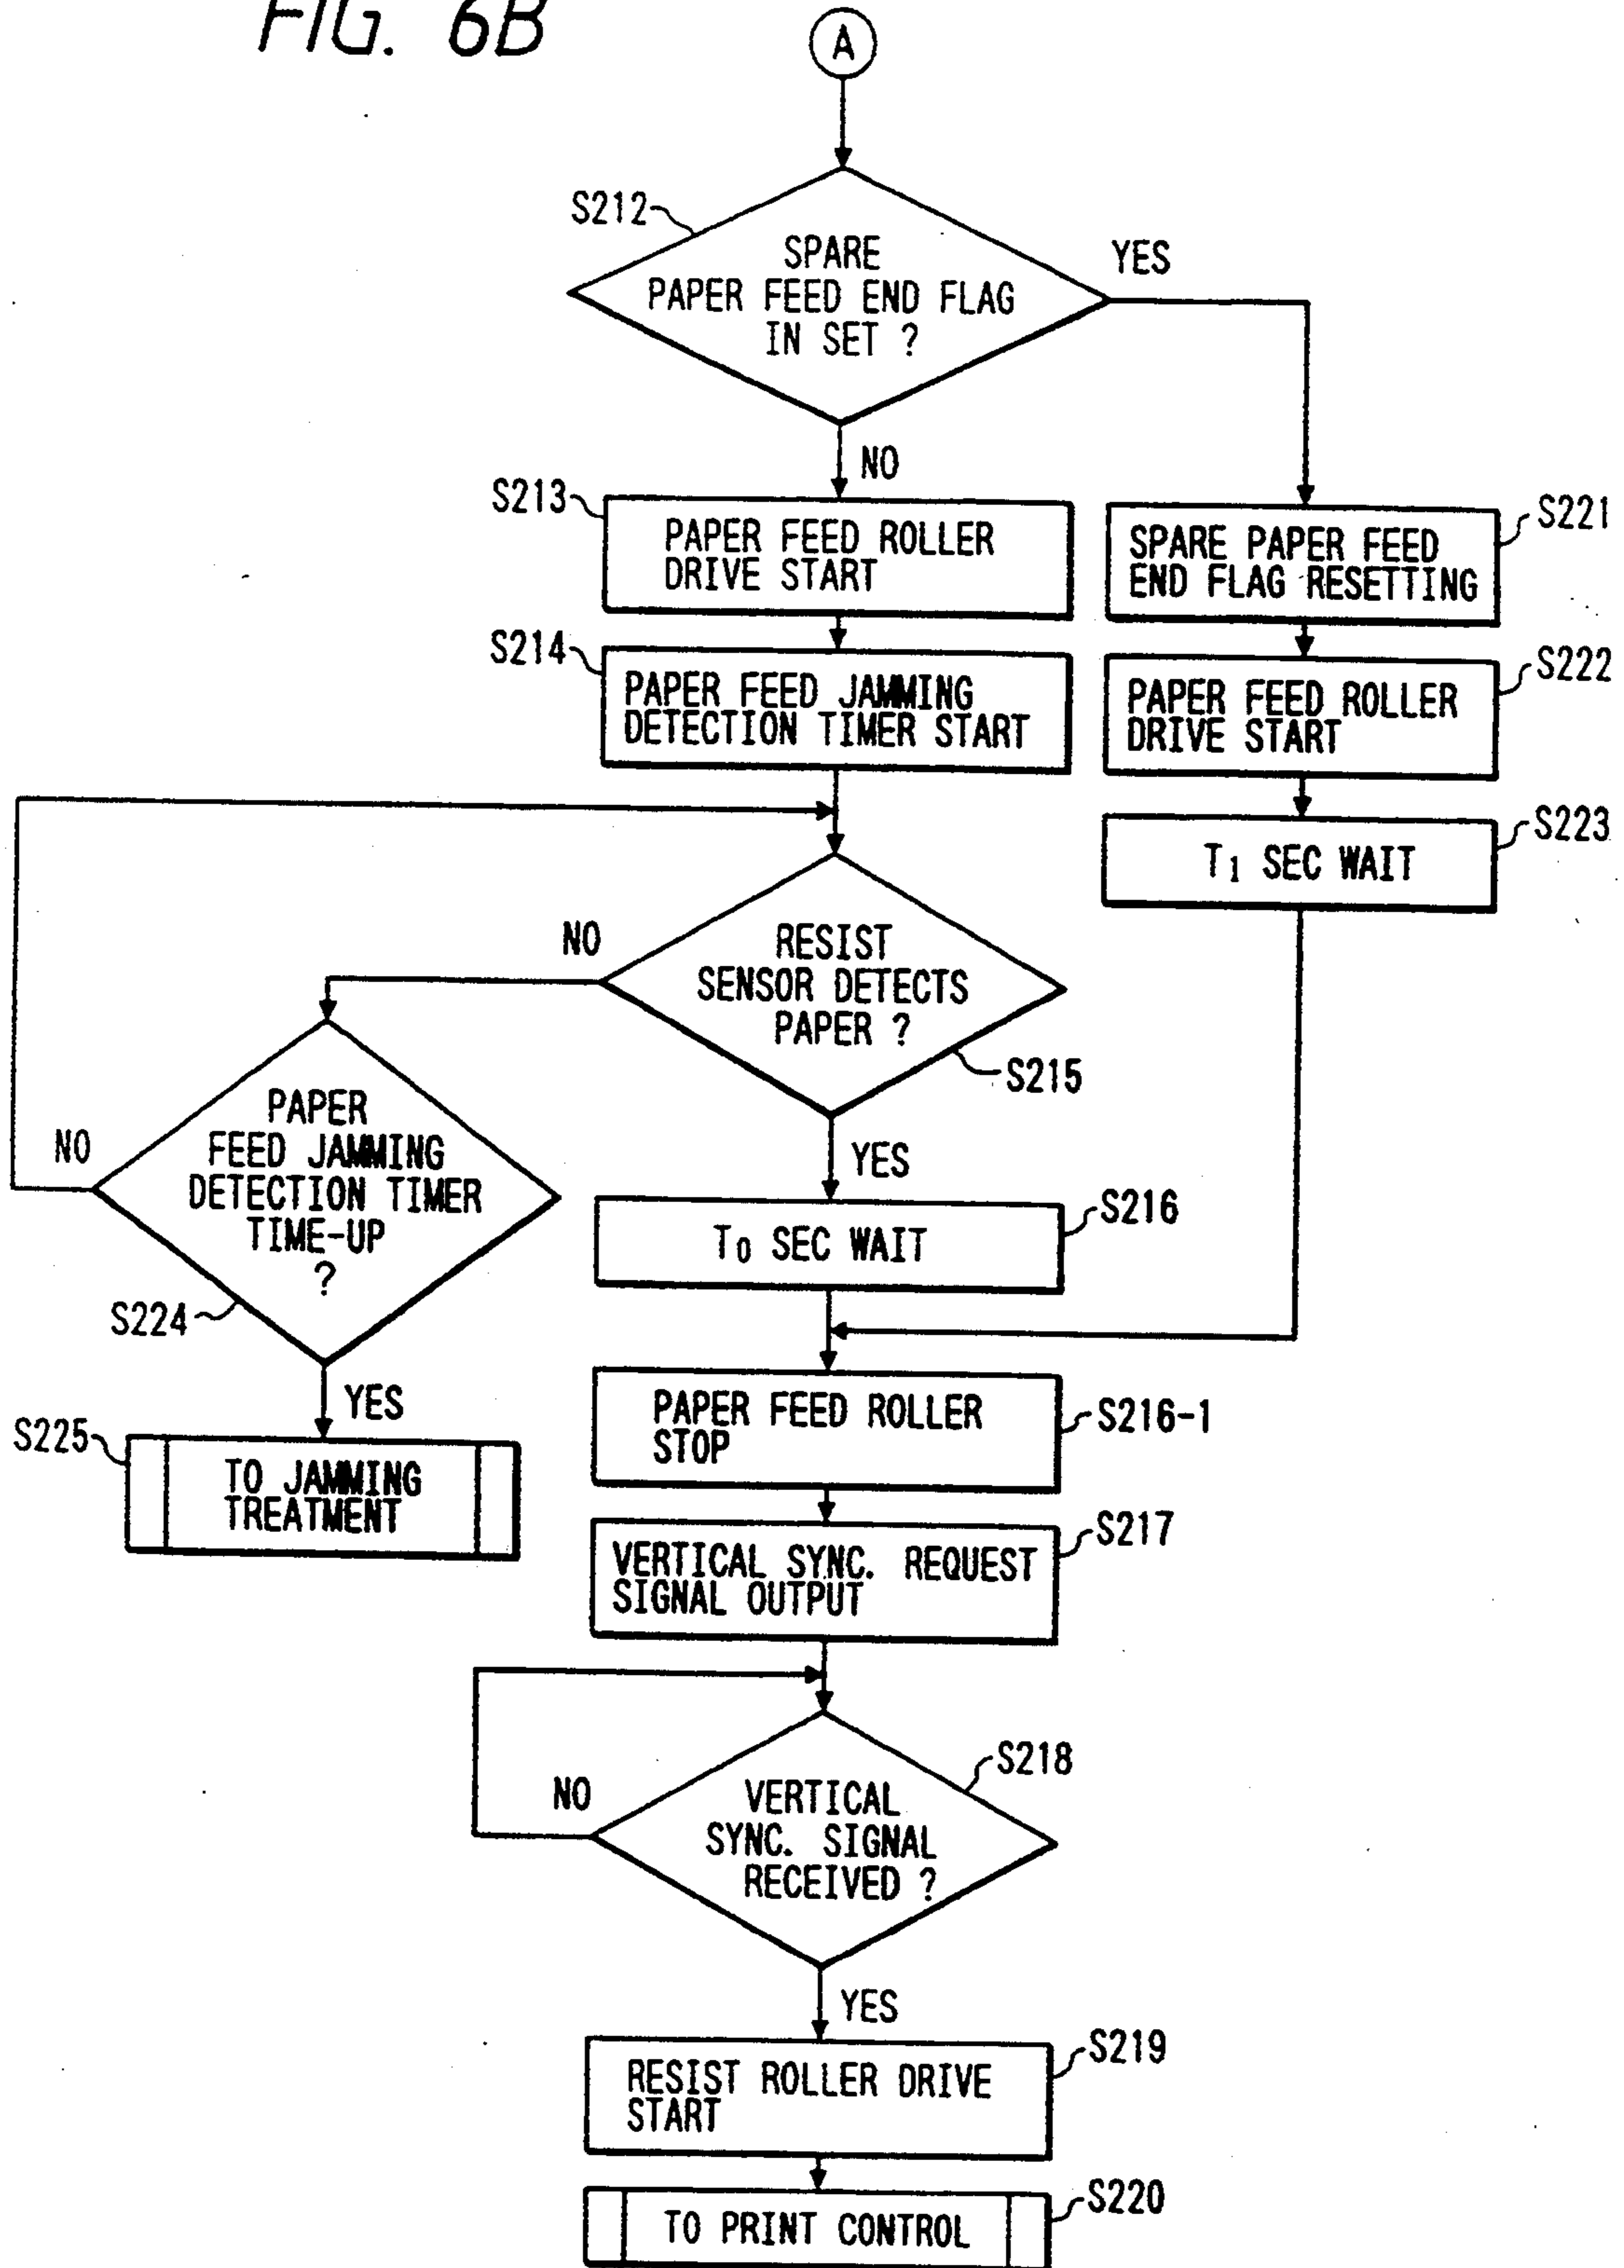 FIG. 6B
A
S212
SPARE
PAPER FEED END FLAG
IN SET ?
YES
NO
S213
PAPER FEED ROLLER
DRIVE START
S221
SPARE PAPER FEED
END FLAG RESETTING
S214
PAPER FEED JAMMING
DETECTION TIMER START
S222
PAPER FEED ROLLER
DRIVE START
S223
T1 SEC WAIT
NO
RESIST
SENSOR DETECTS
PAPER ?
S215
YES
NO
PAPER
FEED JAMMING
DETECTION TIMER
TIME-UP
?
S224
YES
S216
T0 SEC WAIT
S225
TO JAMMING
TREATMENT
PAPER FEED ROLLER
STOP
S216-1
S217
VERTICAL SYNC. REQUEST
SIGNAL OUTPUT
S218
NO
VERTICAL
SYNC. SIGNAL
RECEIVED ?
YES
S219
RESIST ROLLER DRIVE
START
S220
TO PRINT CONTROL